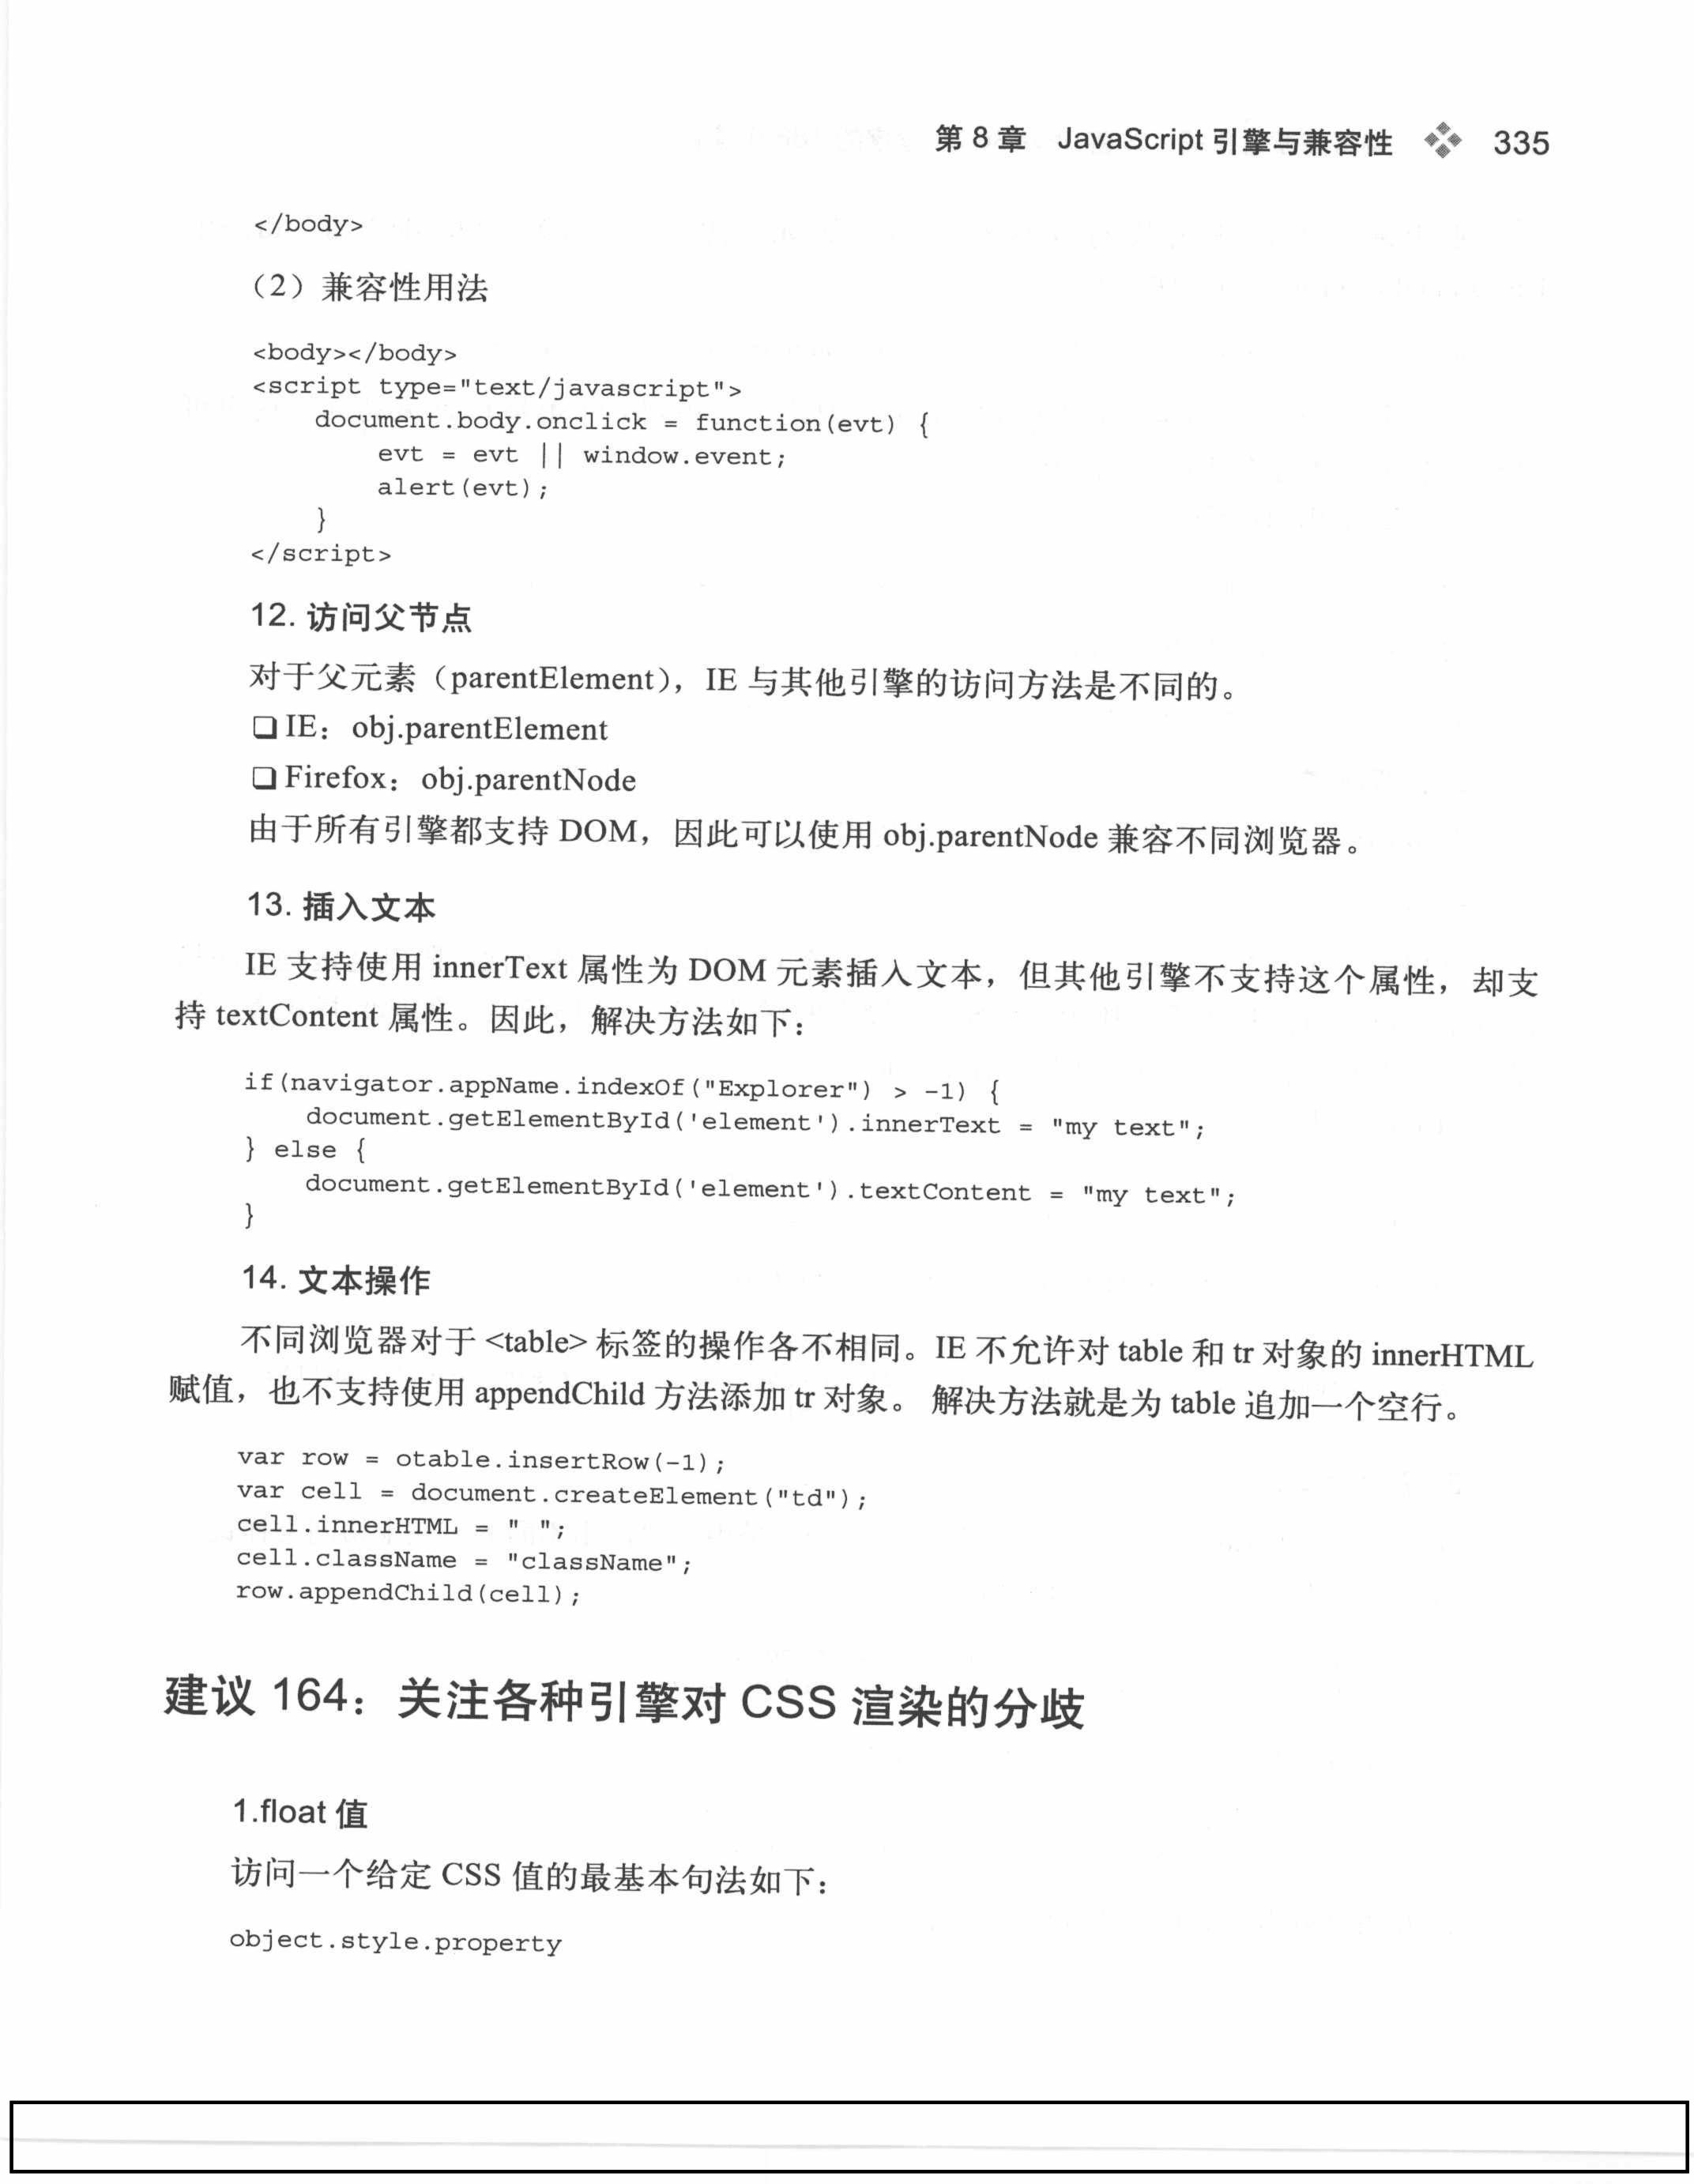 第 8 章 JavaScript 引擎与兼容性 335
</body>
（2）兼容性用法
<body></body>
<script type="text/javascript">
    document.body.onclick = function(evt) {
        evt = evt || window.event;
        alert(evt);
    }
</script>
12. 访问父节点
对于父元素（parentElement），IE 与其他引擎的访问方法是不同的。
❑ IE：obj.parentElement
❑ Firefox：obj.parentNode
由于所有引擎都支持 DOM，因此可以使用 obj.parentNode 兼容不同浏览器。
13. 插入文本
IE 支持使用 innerText 属性为 DOM 元素插入文本，但其他引擎不支持这个属性，却支
持 textContent 属性。因此，解决方法如下：
if(navigator.appName.indexOf("Explorer") > -1) {
    document.getElementById('element').innerText = "my text";
} else {
    document.getElementById('element').textContent = "my text";
}
14. 文本操作
不同浏览器对于 <table> 标签的操作各不相同。IE 不允许对 table 和 tr 对象的 innerHTML
赋值，也不支持使用 appendChild 方法添加 tr 对象。 解决方法就是为 table 追加一个空行。
var row = otable.insertRow(-1);
var cell = document.createElement("td");
cell.innerHTML = " ";
cell.className = "className";
row.appendChild(cell);
建议 164：关注各种引擎对 CSS 渲染的分歧
1.float 值
访问一个给定 CSS 值的最基本句法如下：
object.style.property